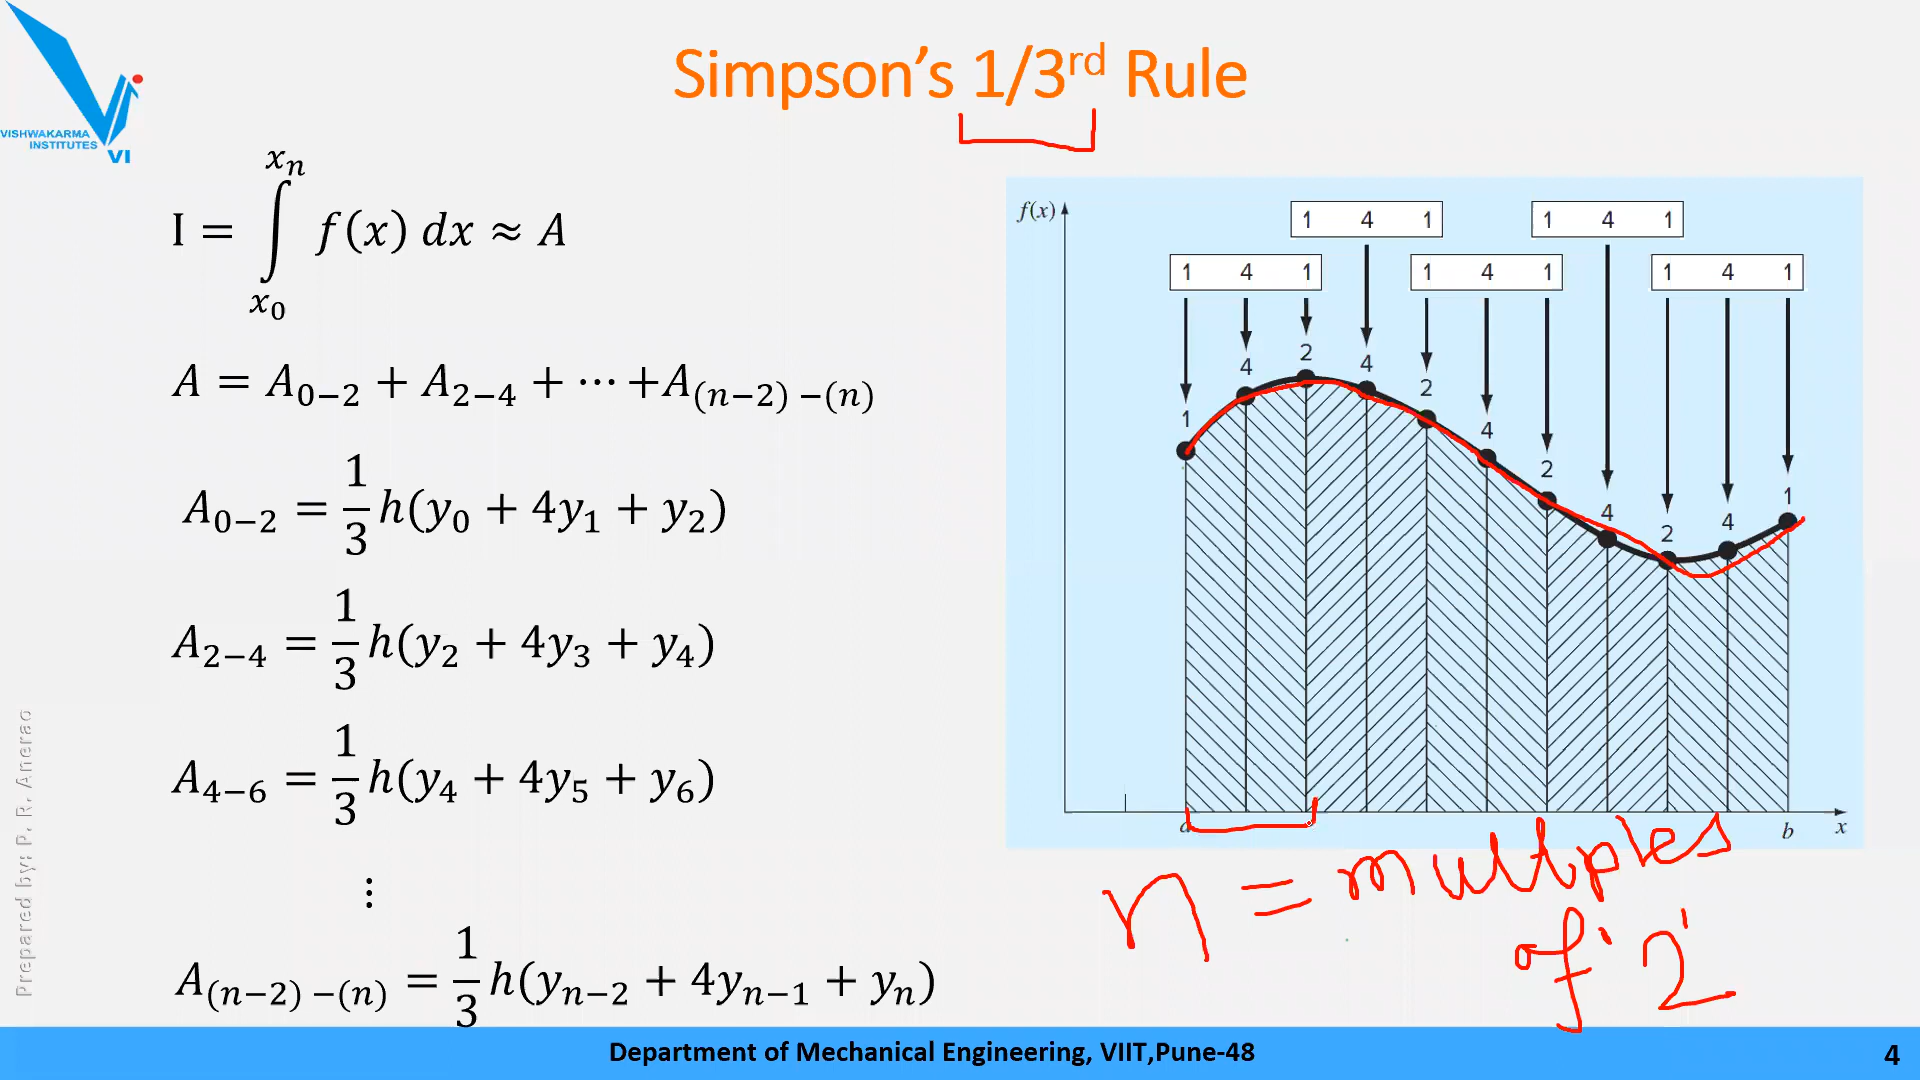 Simpson's 1/3rd Rule
VISHWAKARMA
INSTITUTES
VI
I = ∫ₓ₀ˣₙ f(x) dx ≈ A
A = A₀₋₂ + A₂₋₄ + ⋯ +A₍ₙ₋₂₎ ₋₍ₙ₎
A₀₋₂ = 1/3 h(y₀ + 4y₁ + y₂)
A₂₋₄ = 1/3 h(y₂ + 4y₃ + y₄)
A₄₋₆ = 1/3 h(y₄ + 4y₅ + y₆)
⋮
A₍ₙ₋₂₎ ₋₍ₙ₎ = 1/3 h(yₙ₋₂ + 4yₙ₋₁ + yₙ)
f(x)
1 4 1 1 4 1
1 4 1 1 4 1 1 4 1
1 4 2 4 2 4 2 4 2 4 1
a b x
n = multiples
of 2
Prepared by: P. R. Anerao
Department of Mechanical Engineering, VIIT,Pune-48
4